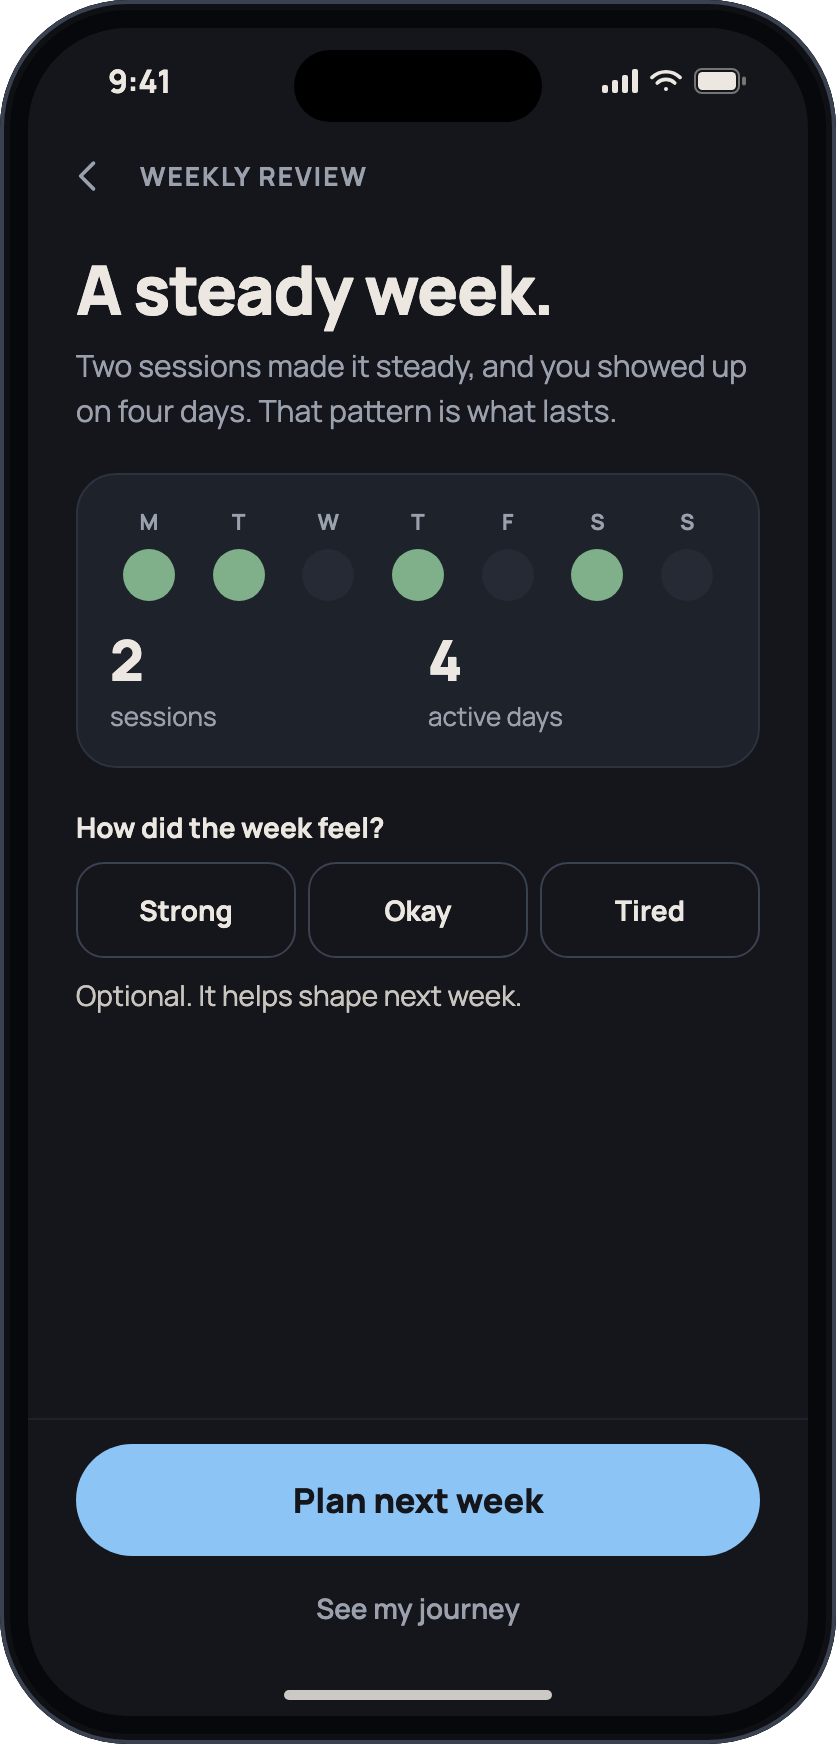 9:41
WEEKLY REVIEW
A steady week.
Two sessions made it steady, and you showed up
on four days. That pattern is what lasts.
M T W T F S S
2 4
sessions active days
How did the week feel?
Strong Okay Tired
Optional. It helps shape next week.
Plan next week
See my journey